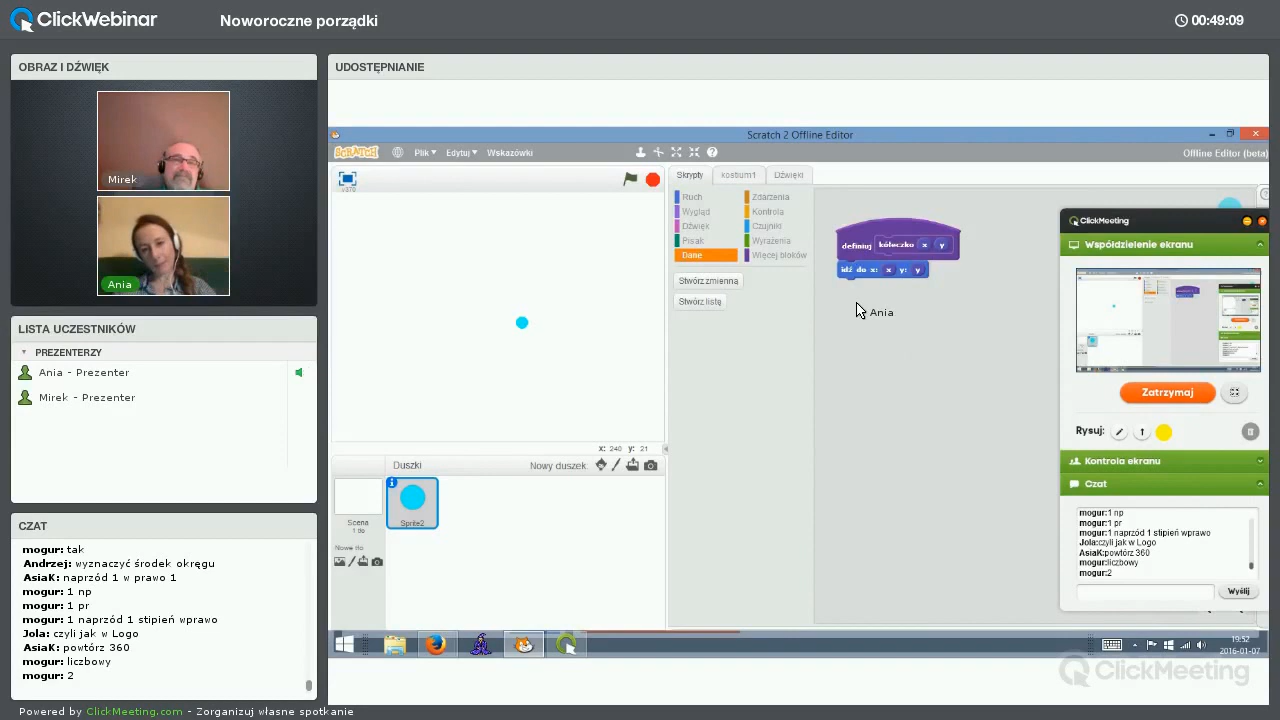 ClickWebinar
Noworoczne porządki
00:49:09
OBRAZ I DŹWIĘK
Mirek
Ania
LISTA UCZESTNIKÓW
PREZENTERZY
Ania - Prezenter
Mirek - Prezenter
CZAT
mogur: tak
Andrzej: wyznaczyć środek okręgu
AsiaK: naprzód 1 w prawo 1
mogur: 1 np
mogur: 1 pr
mogur: 1 naprzód 1 stipień wprawo
Jola: czyli jak w Logo
AsiaK: powtórz 360
mogur: liczbowy
mogur: 2
UDOSTĘPNIANIE
Scratch 2 Offline Editor
SCRATCH
Plik
Edytuj
Wskazówki
Offline Editor (beta)
v370
x: 240 y: 21
Duszki
Nowy duszek:
Scena
1 tło
Nowe tło:
Sprite2
Skrypty
kostium1
Dźwięki
Ruch
Zdarzenia
Wygląd
Kontrola
Dźwięk
Czujniki
Pisak
Wyrażenia
Dane
Więcej bloków
Stwórz zmienną
Stwórz listę
definiuj kółeczko x y
idź do x: x y: y
Ania
ClickMeeting
Współdzielenie ekranu
Zatrzymaj
Rysuj:
Kontrola ekranu
Czat
mogur:1 np
mogur:1 pr
mogur:1 naprzód 1 stipień wprawo
Jola:czyli jak w Logo
AsiaK:powtórz 360
mogur:liczbowy
mogur:2
Wyślij
19:52
2016-01-07
ClickMeeting
Powered by ClickMeeting.com - Zorganizuj własne spotkanie